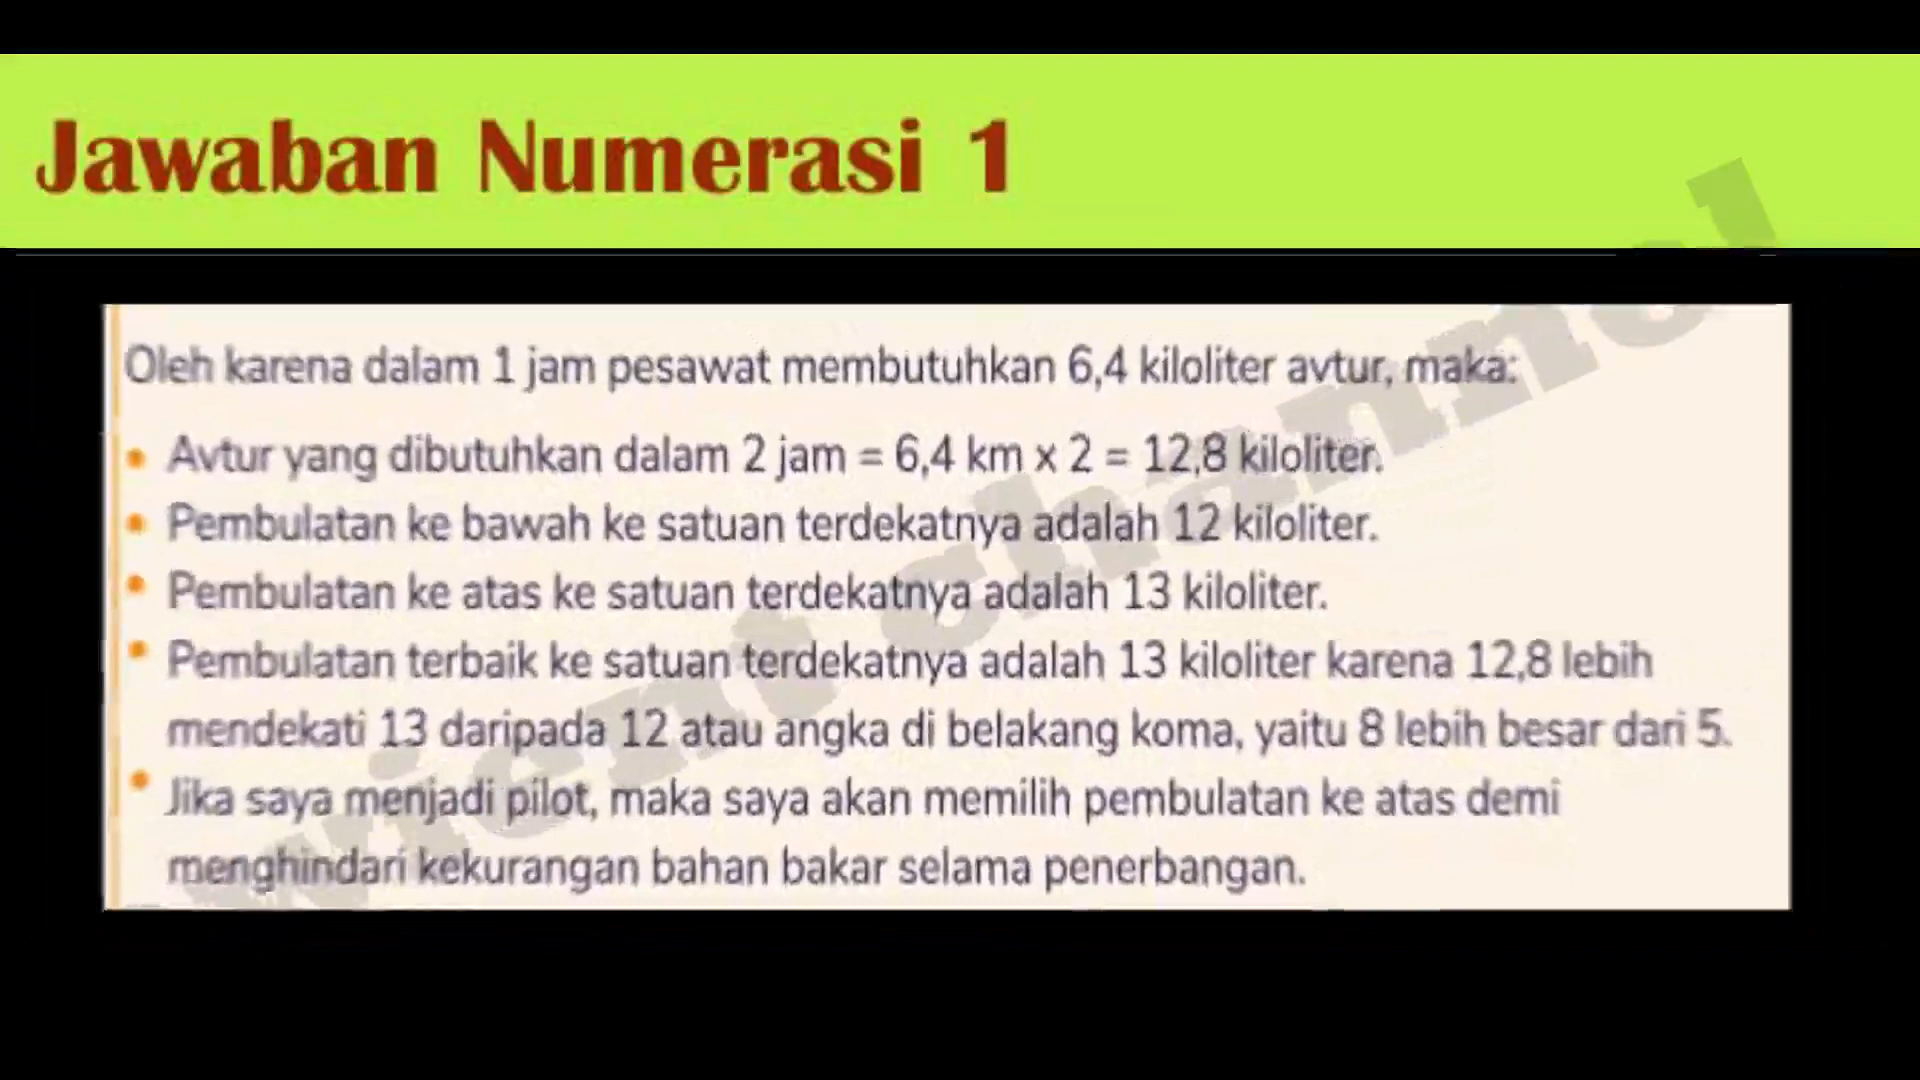 Jawaban Numerasi 1
Oleh karena dalam 1 jam pesawat membutuhkan 6,4 kiloliter avtur, maka:
• Avtur yang dibutuhkan dalam 2 jam = 6,4 km x 2 = 12,8 kiloliter.
• Pembulatan ke bawah ke satuan terdekatnya adalah 12 kiloliter.
• Pembulatan ke atas ke satuan terdekatnya adalah 13 kiloliter.
• Pembulatan terbaik ke satuan terdekatnya adalah 13 kiloliter karena 12,8 lebih
mendekati 13 daripada 12 atau angka di belakang koma, yaitu 8 lebih besar dari 5.
• Jika saya menjadi pilot, maka saya akan memilih pembulatan ke atas demi
menghindari kekurangan bahan bakar selama penerbangan.
wient channel